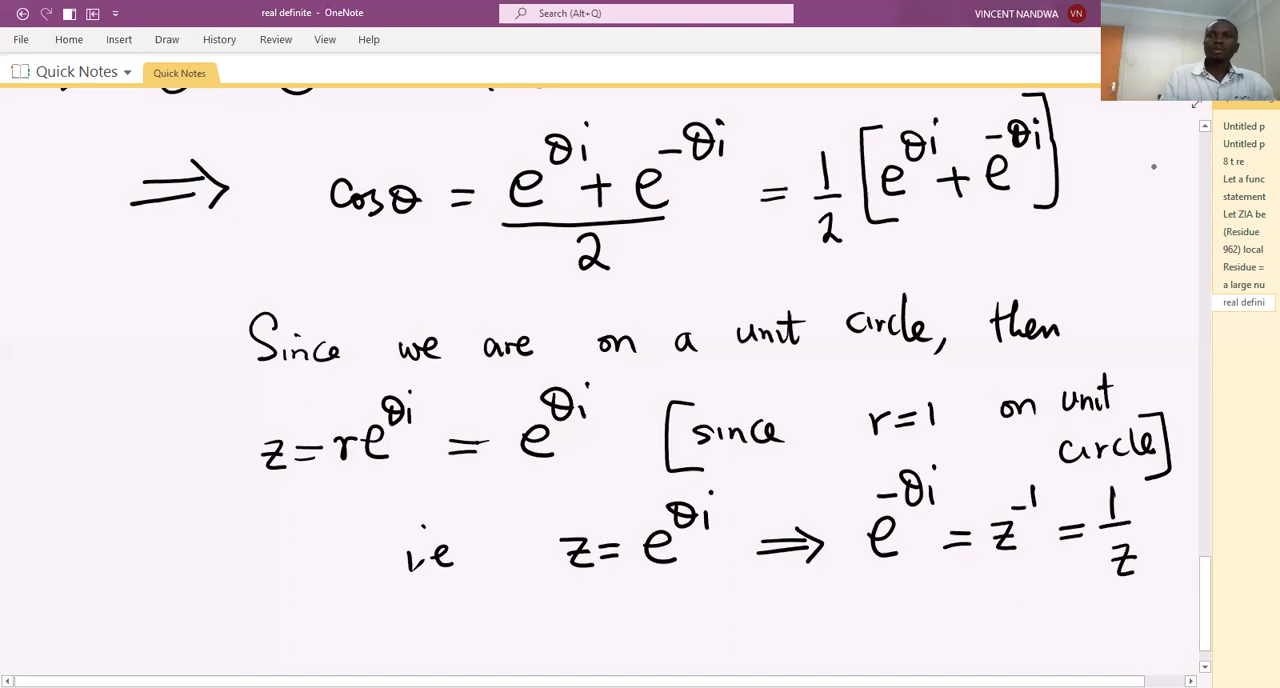 real definite - OneNote
Search (Alt+Q)
VINCENT NANDWA
VN
File Home Insert Draw History Review View Help
Quick Notes
Quick Notes
Untitled p
Untitled p
8 t re
Let a func
statement
Let ZIA be
(Residue
962) local
Residue =
a large nu
real defini
⟹ cosθ = (e^{θi} + e^{-θi})/2 = 1/2 [e^{θi} + e^{-θi}]
Since we are on a unit circle, then
z = re^{θi} = e^{θi} [since r=1 on unit circle]
i.e z = e^{θi} ⟹ e^{-θi} = z^{-1} = 1/z